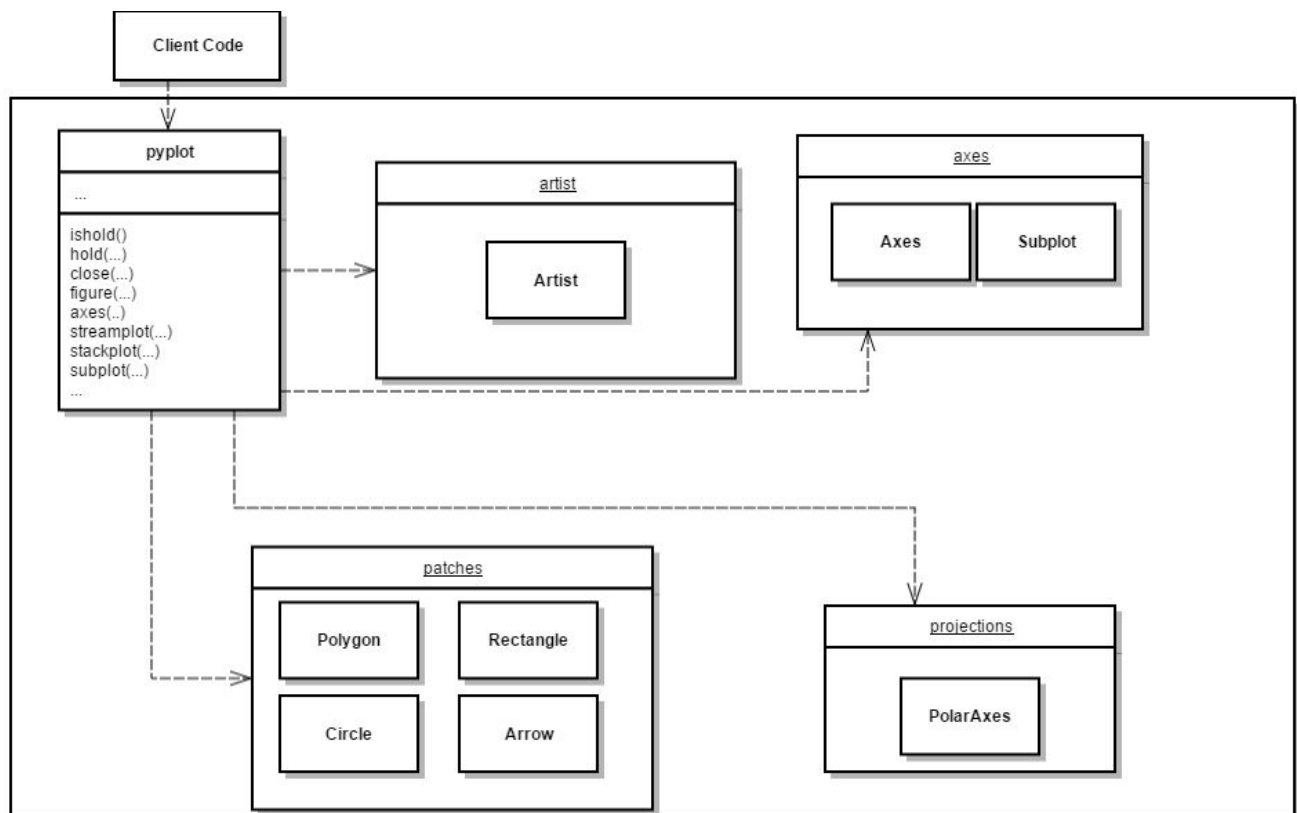 Client Code
pyplot
...
ishold()
hold(...)
close(...)
figure(...)
axes(..)
streamplot(...)
stackplot(...)
subplot(...)
...
artist
Artist
axes
Axes
Subplot
patches
Polygon
Rectangle
Circle
Arrow
projections
PolarAxes